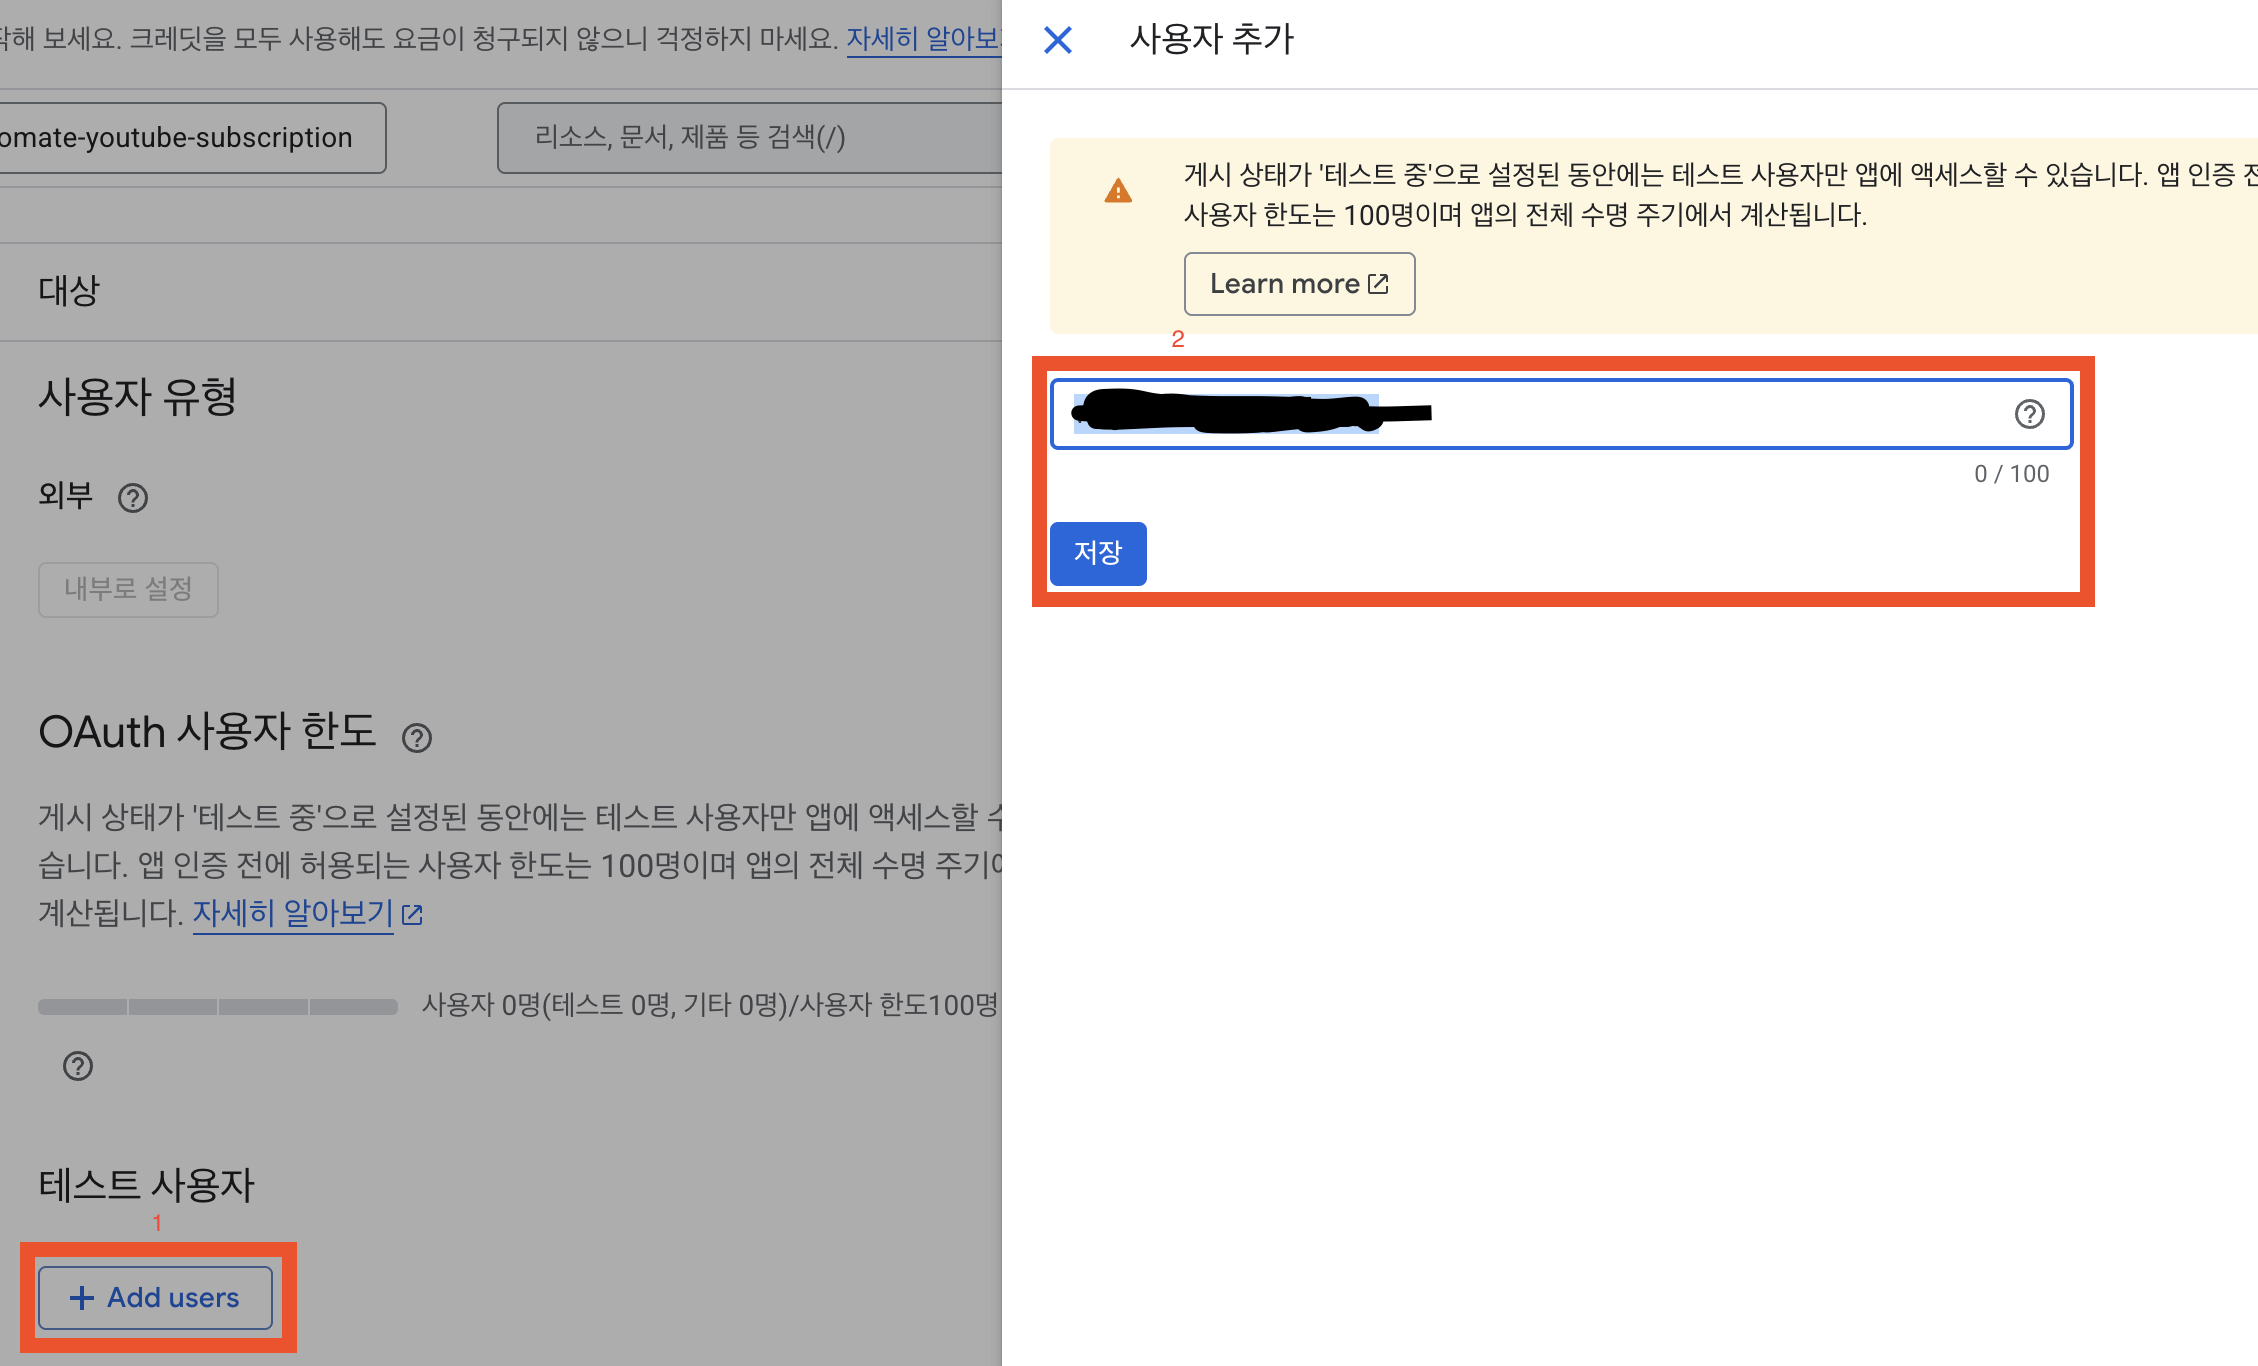 해 보세요. 크레딧을 모두 사용해도 요금이 청구되지 않으니 걱정하지 마세요. 자세히 알아보
omate-youtube-subscription
리소스, 문서, 제품 등 검색(/)
대상
사용자 유형
외부
내부로 설정
OAuth 사용자 한도
게시 상태가 '테스트 중'으로 설정된 동안에는 테스트 사용자만 앱에 액세스할 수
습니다. 앱 인증 전에 허용되는 사용자 한도는 100명이며 앱의 전체 수명 주기에
계산됩니다. 자세히 알아보기
사용자 0명(테스트 0명, 기타 0명)/사용자 한도100명
테스트 사용자
1
+ Add users
사용자 추가
게시 상태가 '테스트 중'으로 설정된 동안에는 테스트 사용자만 앱에 액세스할 수 있습니다. 앱 인증 전
사용자 한도는 100명이며 앱의 전체 수명 주기에서 계산됩니다.
Learn more
2
0 / 100
저장